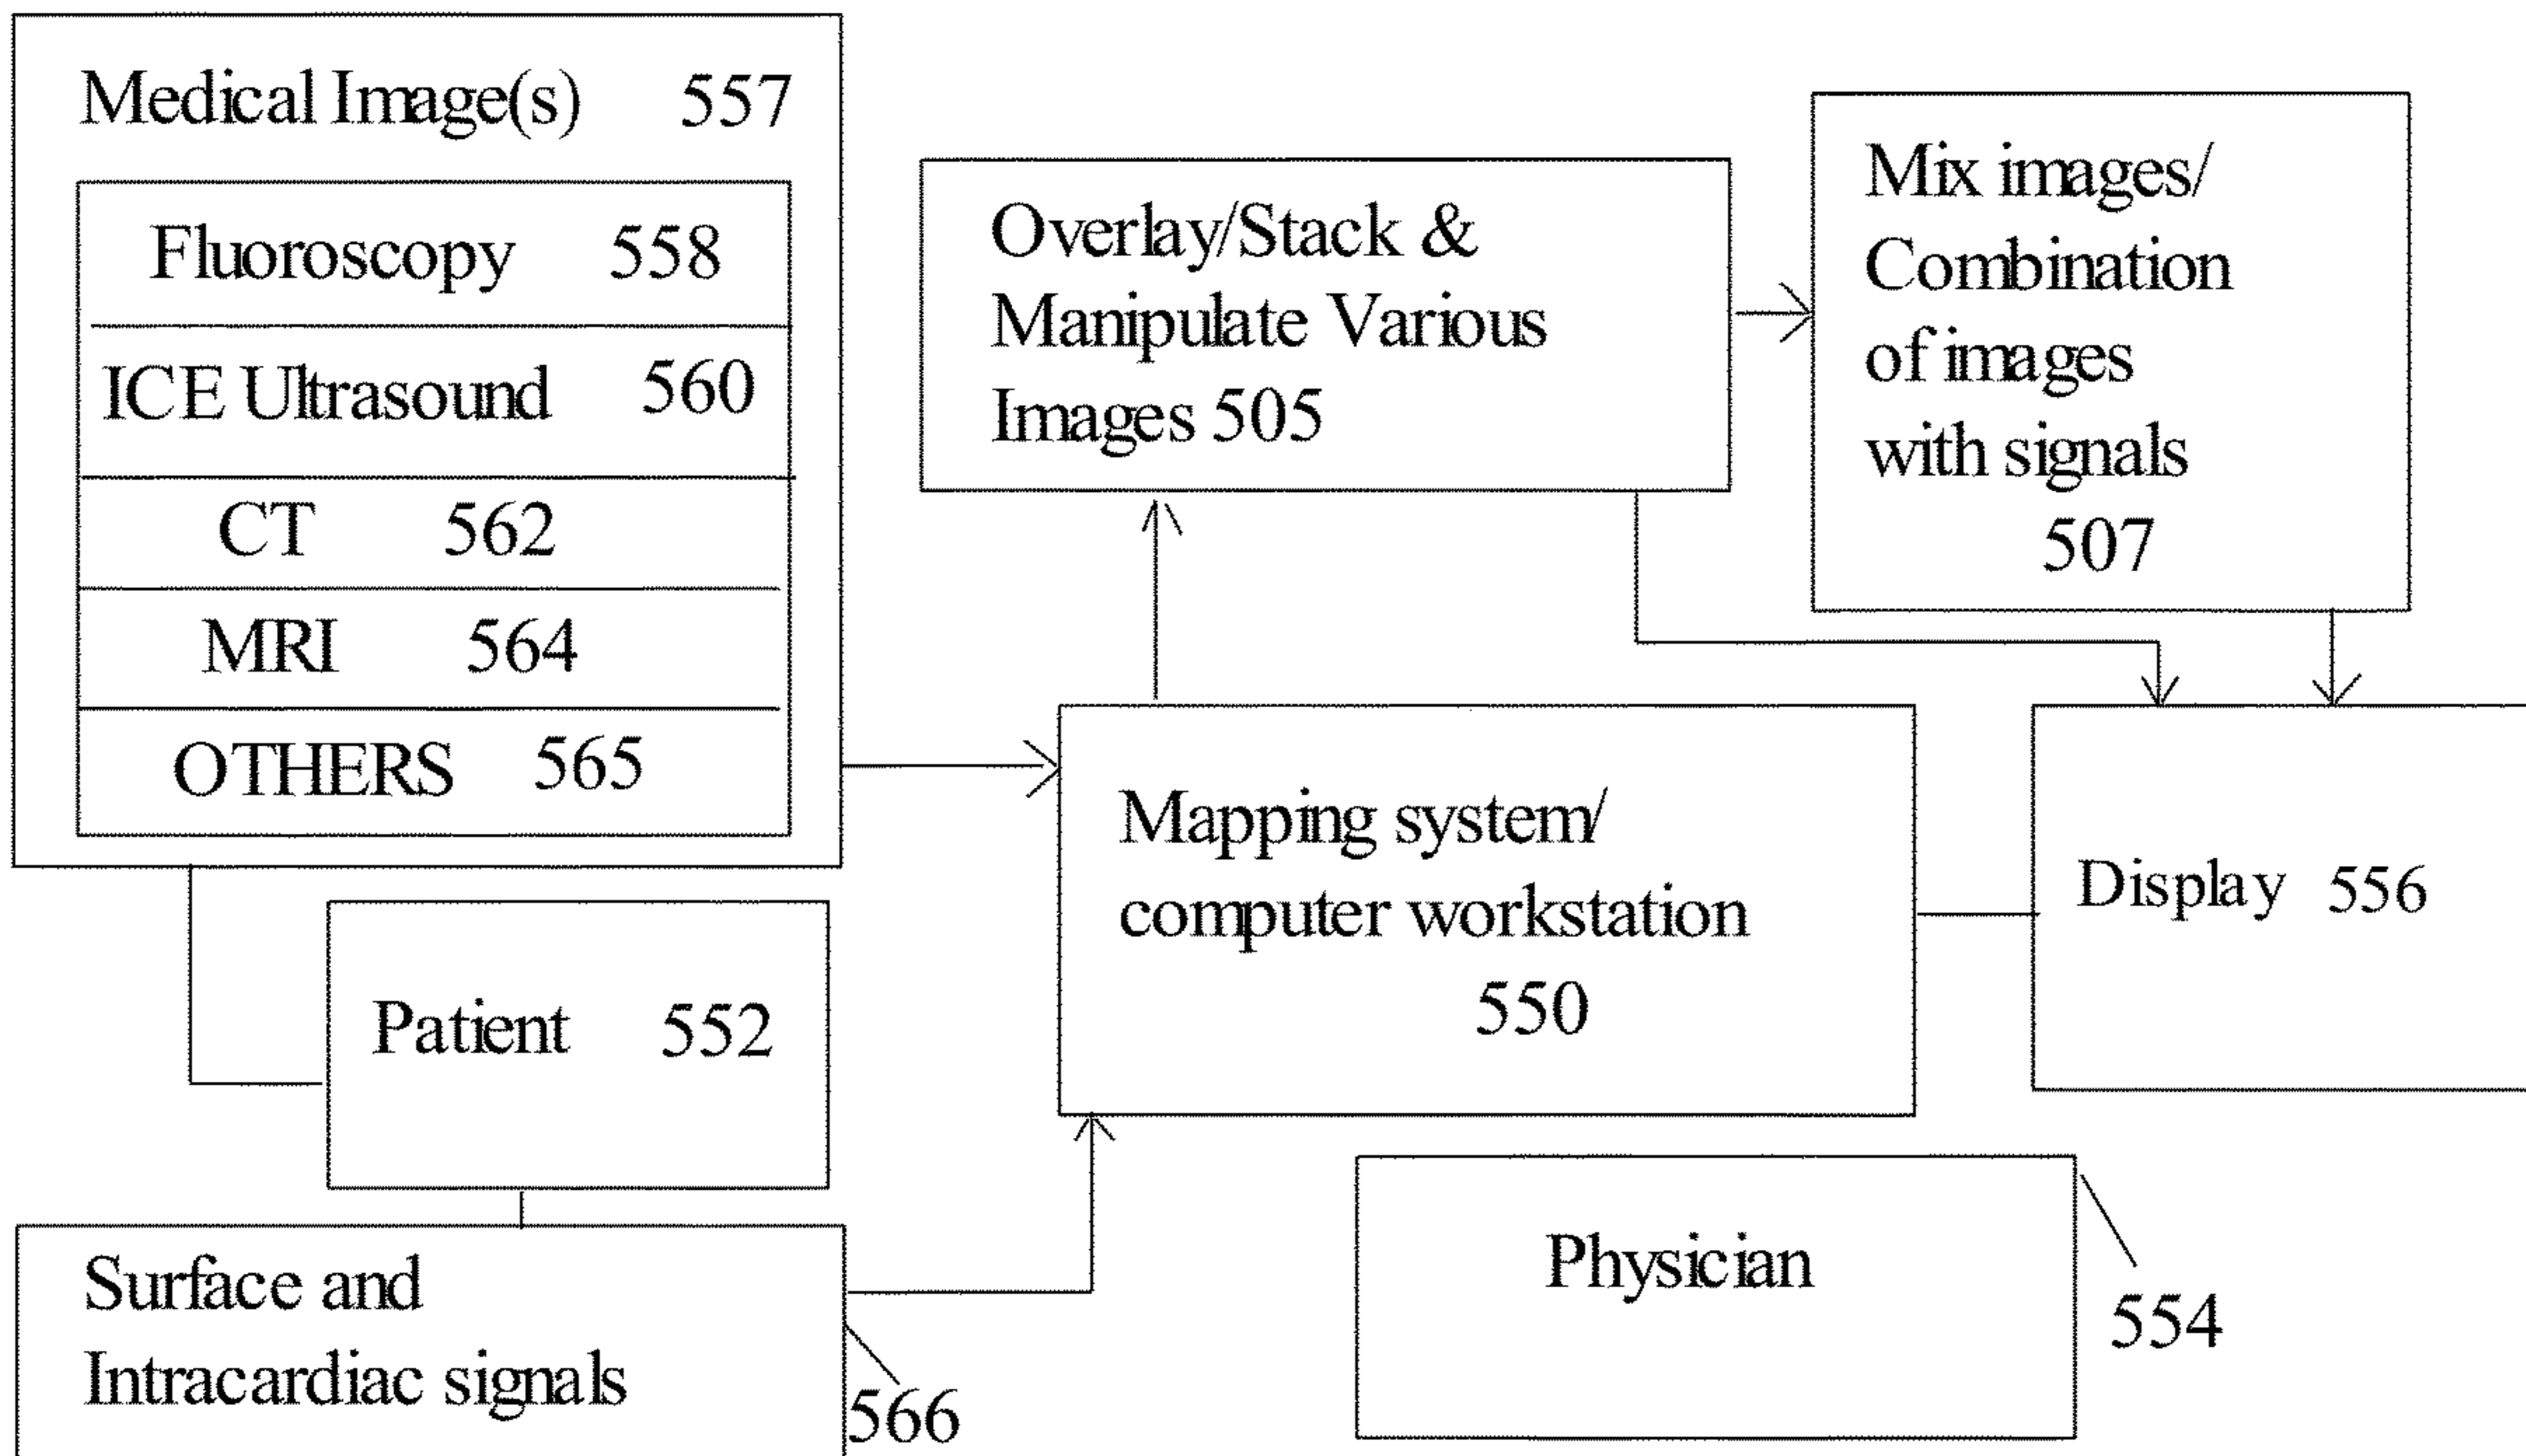 Medical Image(s) 557
Fluoroscopy 558
ICE Ultrasound 560
CT 562
MRI 564
OTHERS 565
Overlay/Stack &
Manipulate Various
Images 505
Mix images/
Combination
of images
with signals
507
Mapping system/
computer workstation
550
Display 556
Patient 552
Surface and
Intracardiac signals
566
Physician
554